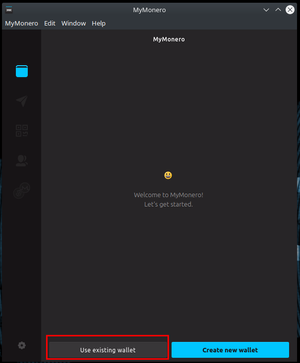 MyMonero
MyMonero Edit Window Help
MyMonero
Welcome to MyMonero!
Let's get started.
Use existing wallet
Create new wallet